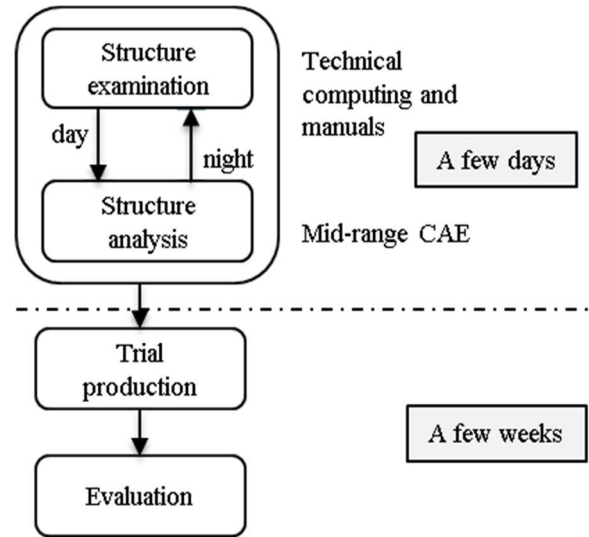 Structure
examination
Technical
computing and
manuals
day
night
A few days
Structure
analysis
Mid-range CAE
Trial
production
A few weeks
Evaluation